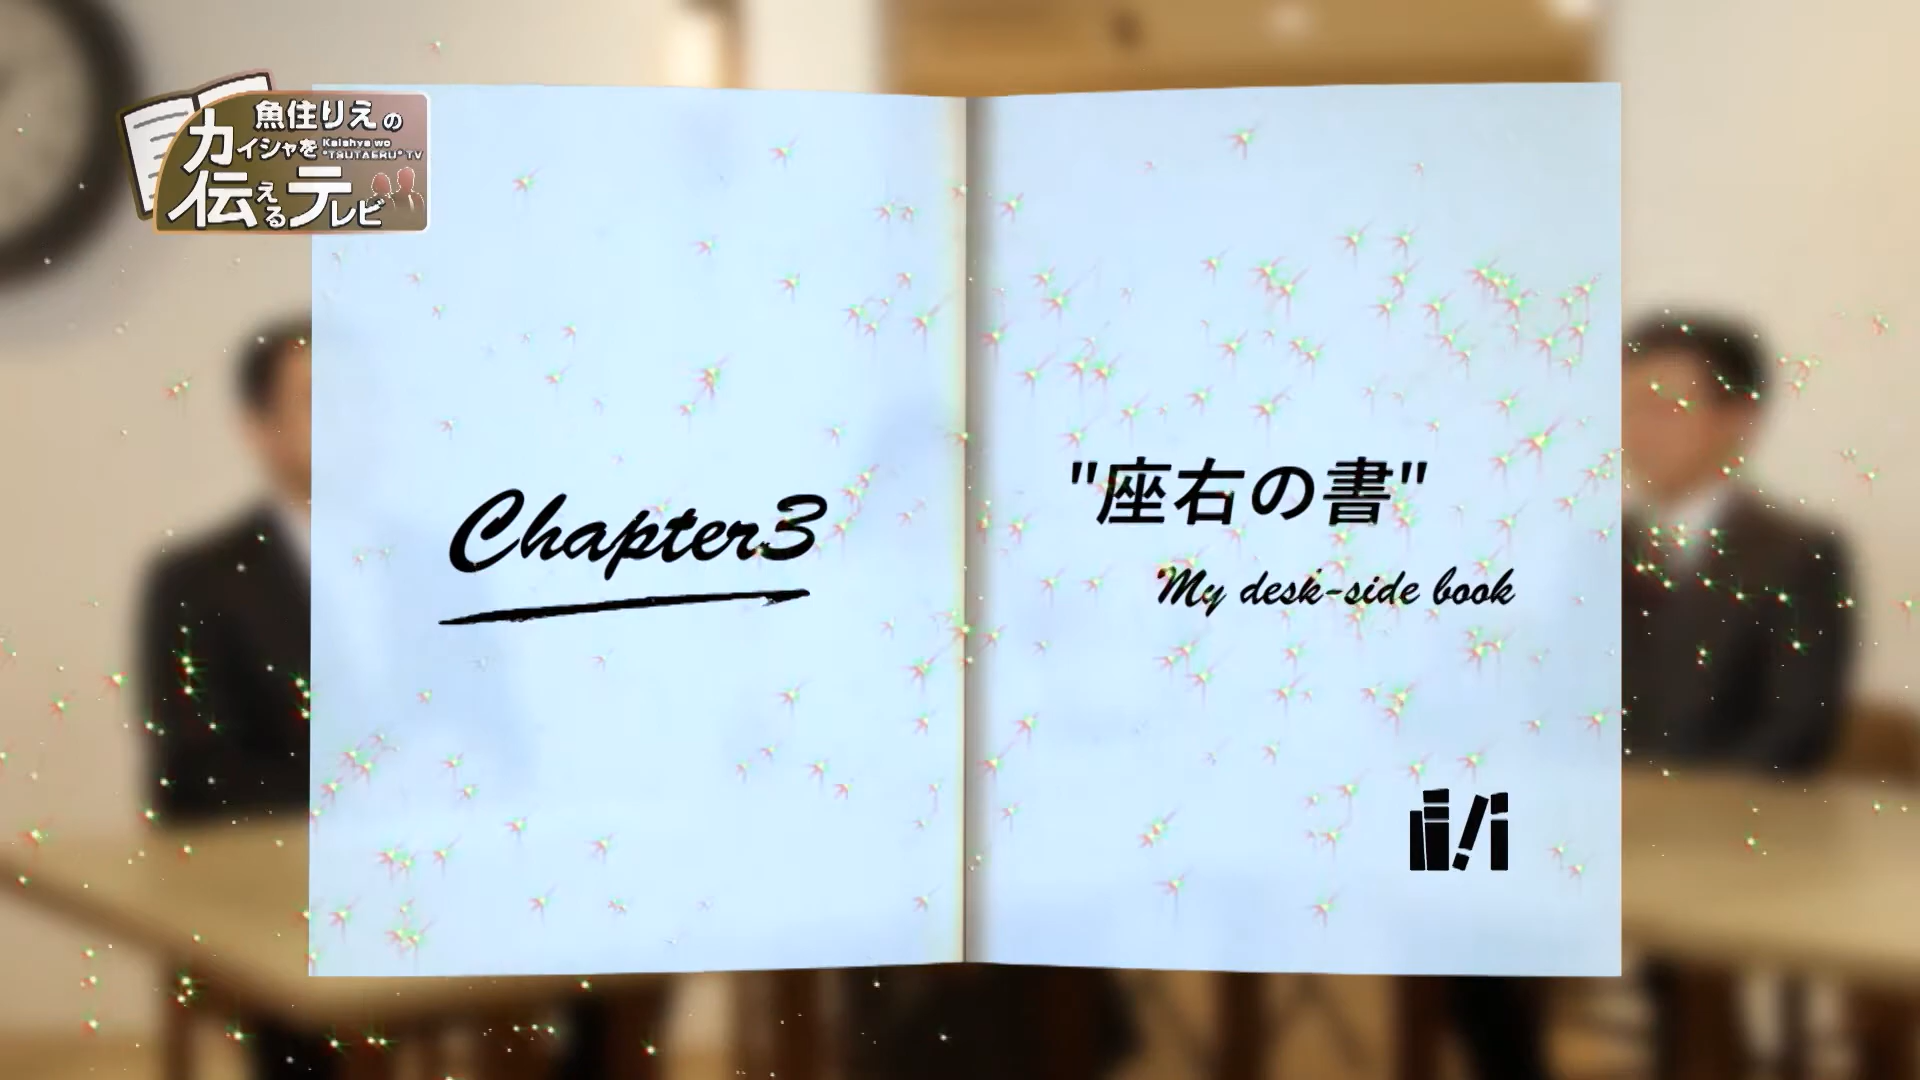 魚住りえの
カイシャを
Kaishya wo
"TSUTAERU" TV
伝えるテレビ
Chapter3
"座右の書"
My desk-side book